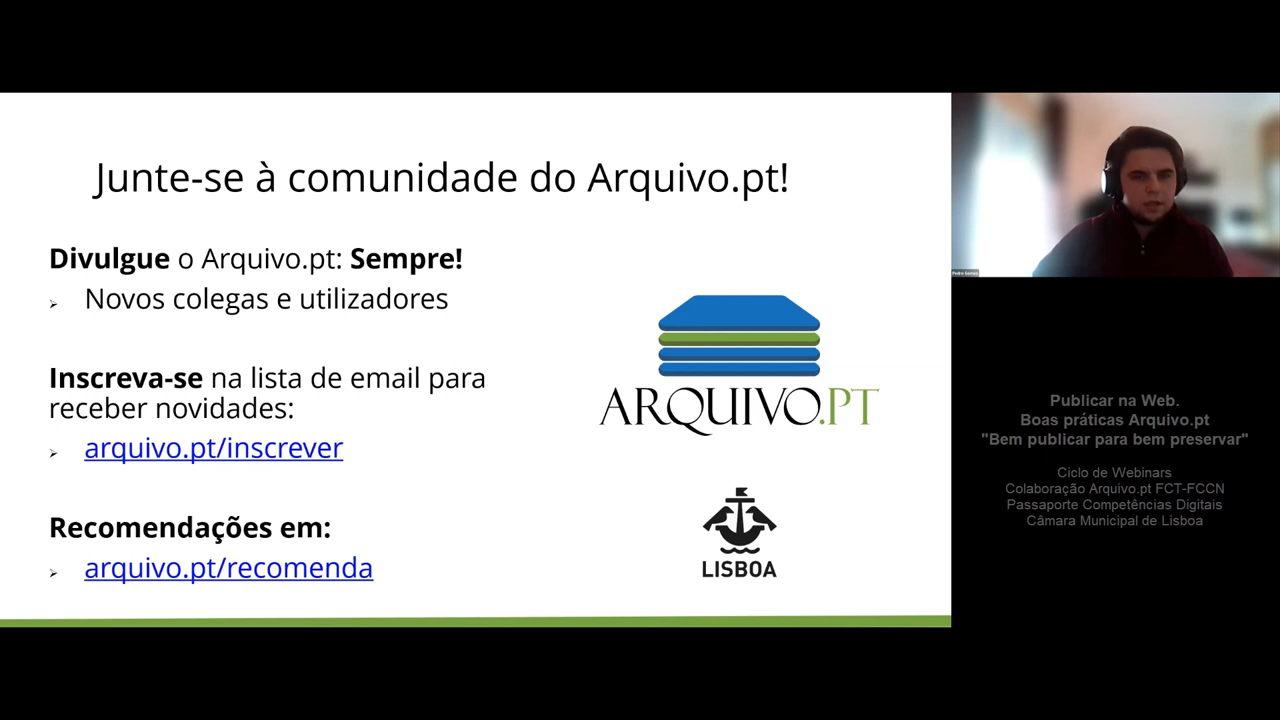 Junte-se à comunidade do Arquivo.pt!
Divulgue o Arquivo.pt: Sempre!
Novos colegas e utilizadores
Inscreva-se na lista de email para
receber novidades:
arquivo.pt/inscrever
Recomendações em:
arquivo.pt/recomenda
ARQUIVO.PT
LISBOA
Pedro Gomes
Publicar na Web.
Boas práticas Arquivo.pt
"Bem publicar para bem preservar"
Ciclo de Webinars
Colaboração Arquivo.pt FCT-FCCN
Passaporte Competências Digitais
Câmara Municipal de Lisboa